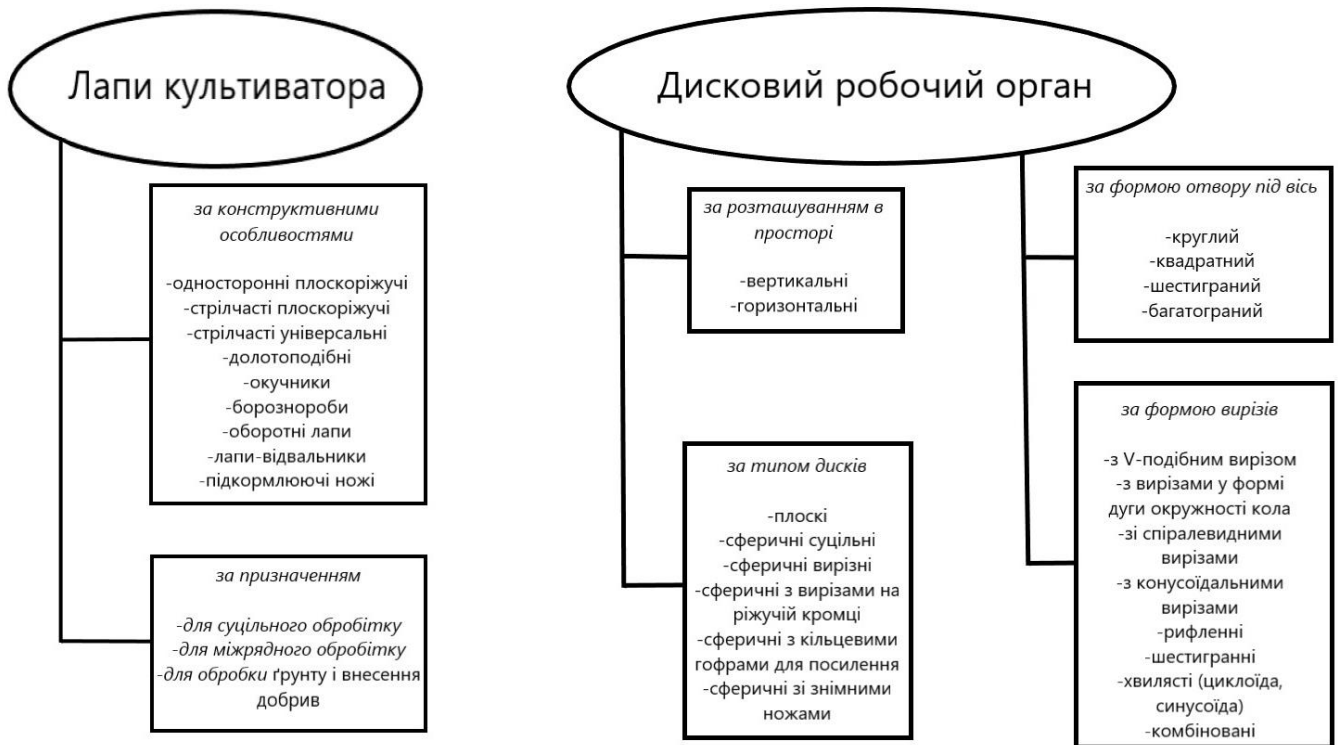 Лапи культиватора
за конструктивними
особливостями
-односторонні плоскоріжучі
-стрілчасті плоскоріжучі
-стрілчасті універсальні
-долотоподібні
-окучники
-борознороби
-оборотні лапи
-лапи-відвальники
-підкормлюючі ножі
за призначенням
-для суцільного обробітку
-для міжрядного обробітку
-для обробки ґрунту і внесення
добрив
Дисковий робочий орган
за розташуванням в
просторі
-вертикальні
-горизонтальні
за типом дисків
-плоскі
-сферичні суцільні
-сферичні вирізні
-сферичні з вирізами на
ріжучій кромці
-сферичні з кільцевими
гофрами для посилення
-сферичні зі знімними
ножами
за формою отвору під вісь
-круглий
-квадратний
-шестиграний
-багатограний
за формою вирізів
-з V-подібним вирізом
-з вирізами у формі
дуги окружності кола
-зі спіралевидними
вирізами
-з конусоїдальними
вирізами
-рифленні
-шестигранні
-хвилясті (циклоїда,
синусоїда)
-комбіновані